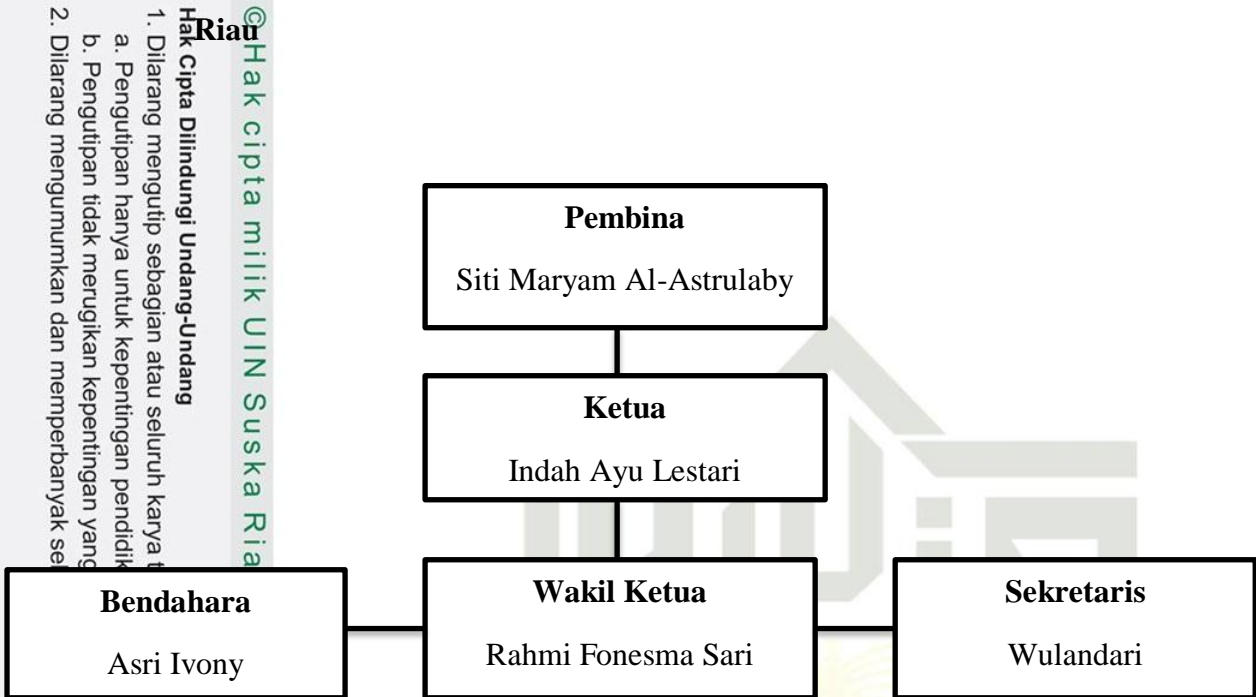 Riau
© Hak cipta milik UIN Suska Ria
Hak Cipta Dilindungi Undang-Undang
1. Dilarang mengutip sebagian atau seluruh karya
a. Pengutipan hanya untuk kepentingan
b. Pengutipan tidak merugikan kepentingan yang
2. Dilarang mengumumkan dan memperbanyak
Pembina
Siti Maryam Al-Astrulaby
Ketua
Indah Ayu Lestari
Bendahara
Asri Ivony
Wakil Ketua
Rahmi Fonesma Sari
Sekretaris
Wulandari